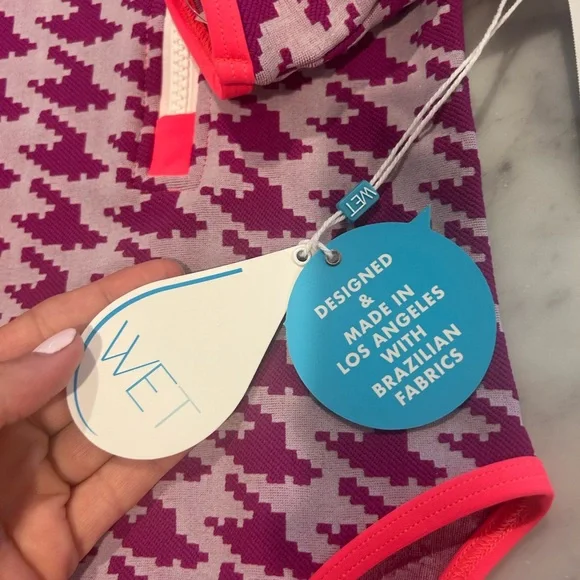 WET
WET
DESIGNED
&
MADE IN
LOS ANGELES
WITH
BRAZILIAN
FABRICS